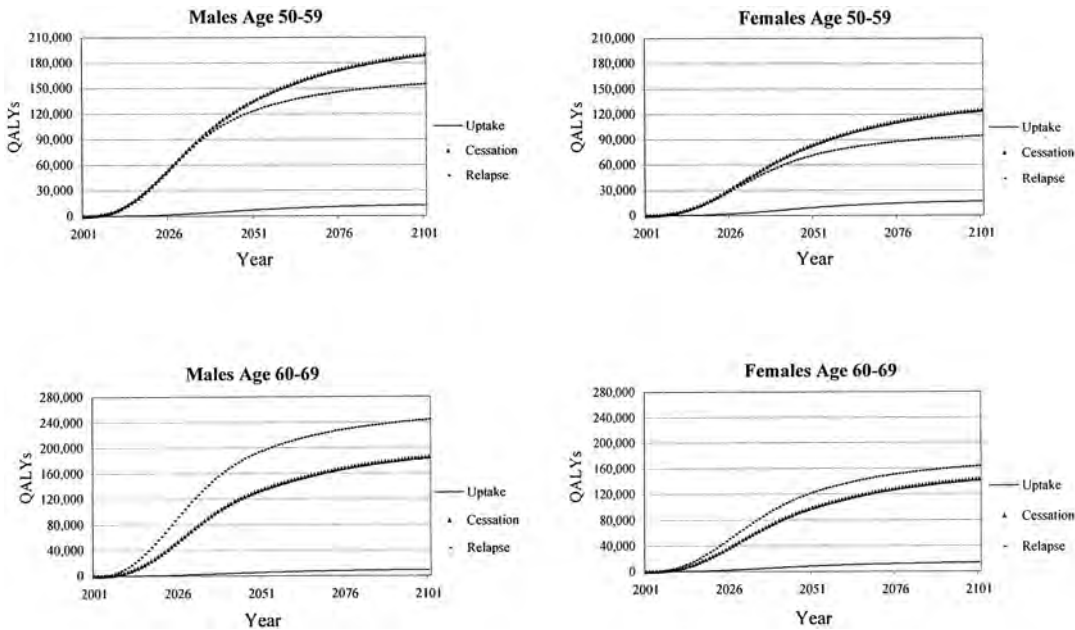 Males Age 50-59
210,000
180,000
150,000
120,000
90,000
60,000
30,000
0
QALYs
2001 2026 2051 2076 2101
Year
Uptake
Cessation
Relapse
Females Age 50-59
210,000
180,000
150,000
120,000
90,000
60,000
30,000
0
QALYs
2001 2026 2051 2076 2101
Year
Uptake
Cessation
Relapse
Males Age 60-69
280,000
240,000
200,000
160,000
120,000
80,000
40,000
0
QALYs
2001 2026 2051 2076 2101
Year
Uptake
Cessation
Relapse
Females Age 60-69
280,000
240,000
200,000
160,000
120,000
80,000
40,000
0
QALYs
2001 2026 2051 2076 2101
Year
Uptake
Cessation
Relapse